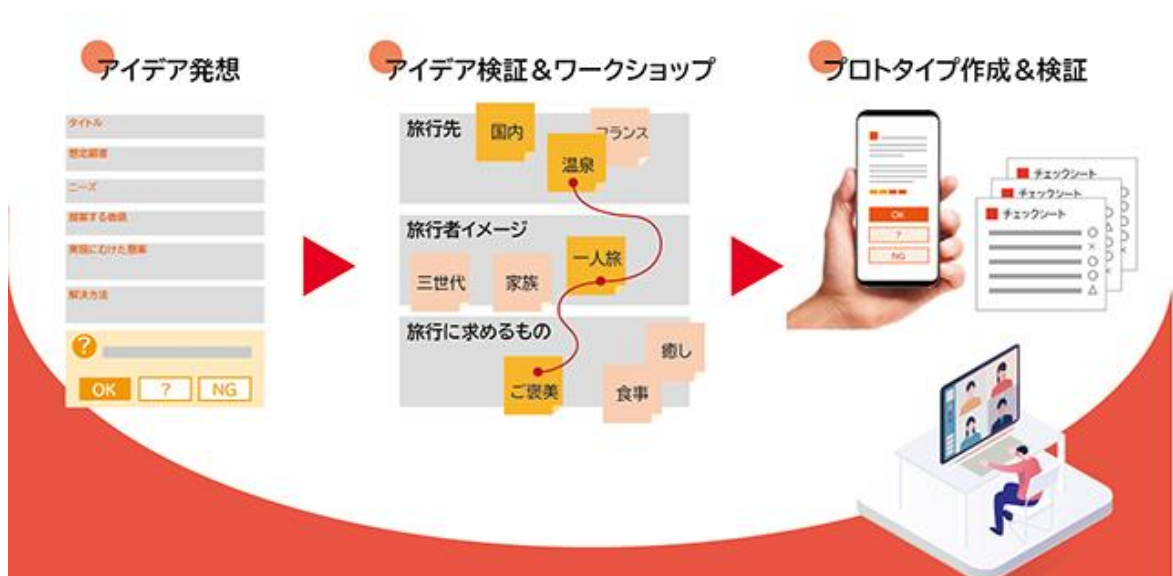 アイデア発想
タイトル
想定顧客
ニーズ
提案する価値
実現にむけた懸案
解決方法
?
OK
?
NG
アイデア検証&ワークショップ
旅行先
国内
フランス
温泉
旅行者イメージ
一人旅
三世代
家族
旅行に求めるもの
癒し
ご褒美
食事
プロトタイプ作成&検証
OK
?
NG
チェックシート
チェックシート
チェックシート